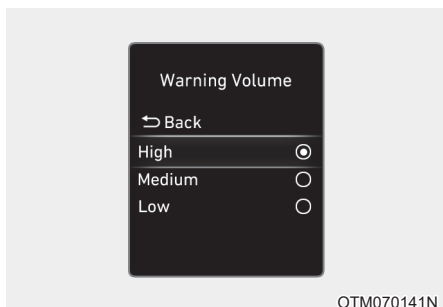 Warning Volume
Back
High
Medium
Low
OTM070141N